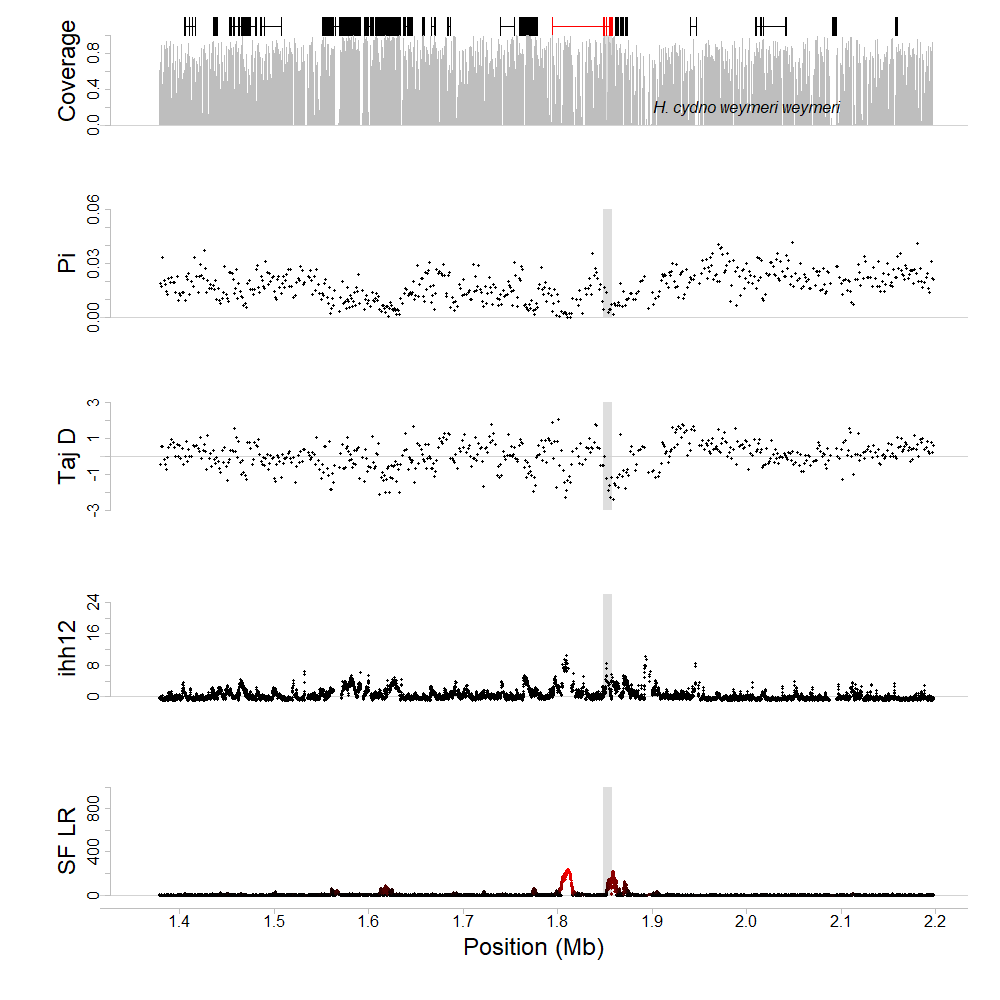 Coverage
0.0 0.4 0.8
H. cydno weymeri weymeri
Pi
0.00 0.03 0.06
Taj D
-3 -1 1 3
ihh12
0 8 16 24
SF LR
0 400 800
1.4 1.5 1.6 1.7 1.8 1.9 2.0 2.1 2.2
Position (Mb)